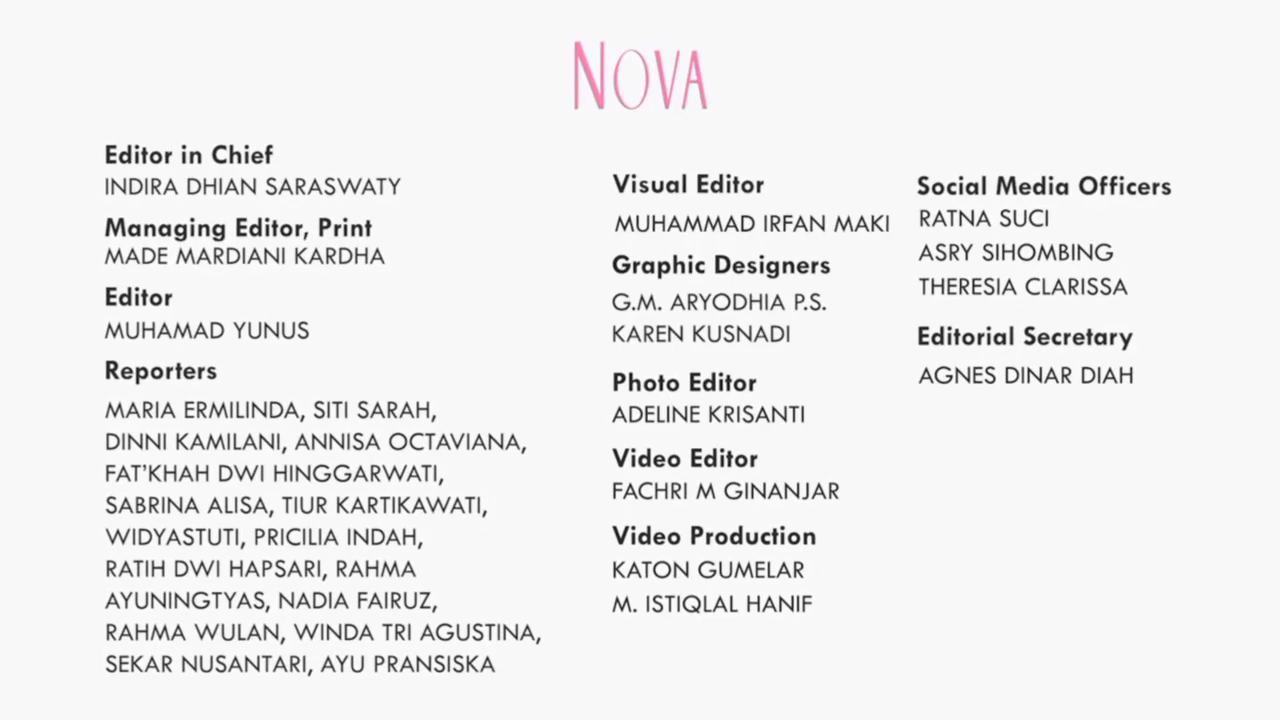 NOVA
Editor in Chief
INDIRA DHIAN SARASWATY
Managing Editor, Print
MADE MARDIANI KARDHA
Editor
MUHAMAD YUNUS
Reporters
MARIA ERMILINDA, SITI SARAH,
DINNI KAMILANI, ANNISA OCTAVIANA,
FAT'KHAH DWI HINGGARWATI,
SABRINA ALISA, TIUR KARTIKAWATI,
WIDYASTUTI, PRICILIA INDAH,
RATIH DWI HAPSARI, RAHMA
AYUNINGTYAS, NADIA FAIRUZ,
RAHMA WULAN, WINDA TRI AGUSTINA,
SEKAR NUSANTARI, AYU PRANSISKA
Visual Editor
MUHAMMAD IRFAN MAKI
Graphic Designers
G.M. ARYODHIA P.S.
KAREN KUSNADI
Photo Editor
ADELINE KRISANTI
Video Editor
FACHRI M GINANJAR
Video Production
KATON GUMELAR
M. ISTIQLAL HANIF
Social Media Officers
RATNA SUCI
ASRY SIHOMBING
THERESIA CLARISSA
Editorial Secretary
AGNES DINAR DIAH